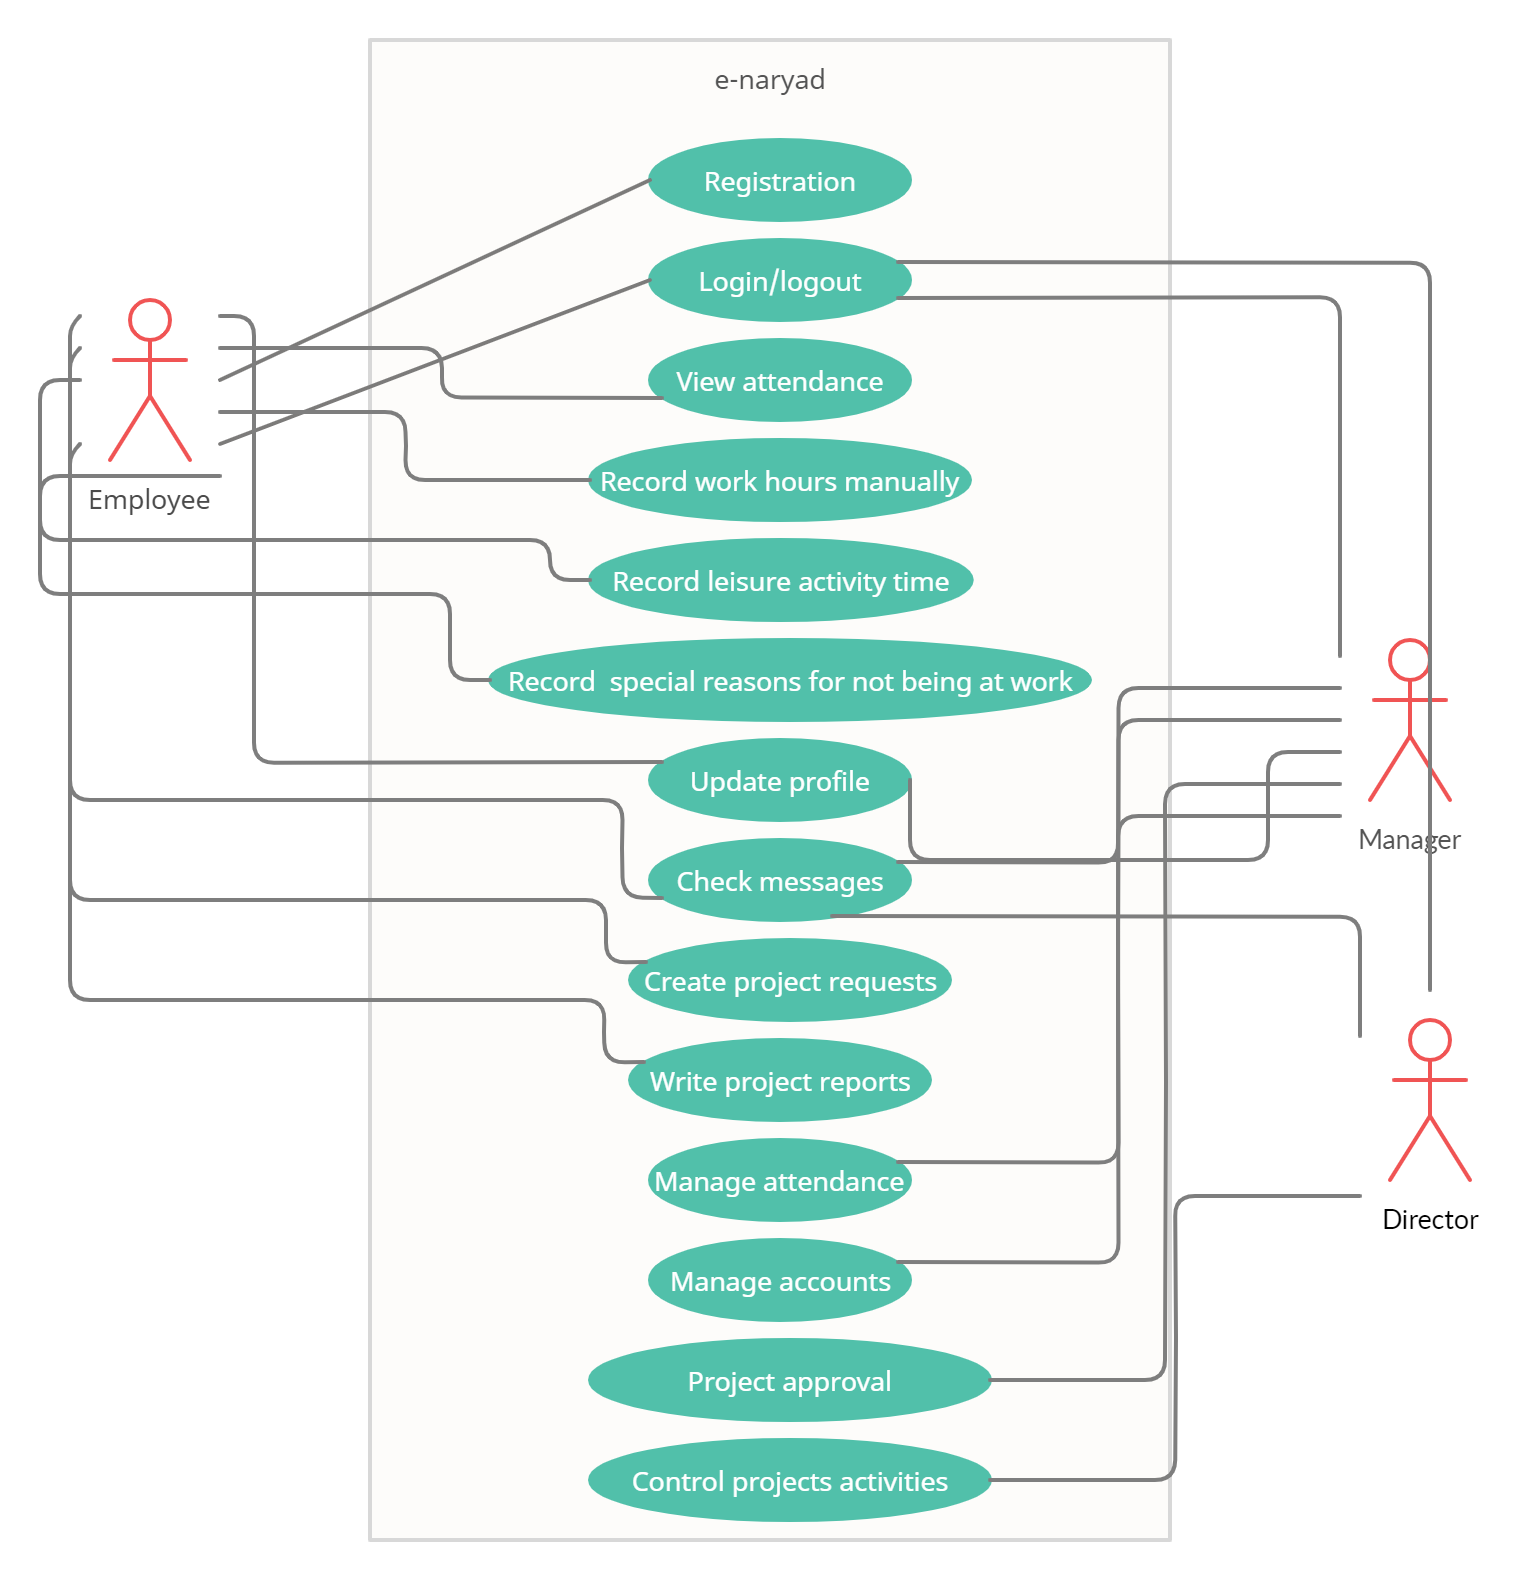 e-naryad
Registration
Login/logout
View attendance
Record work hours manually
Employee
Record leisure activity time
Record  special reasons for not being at work
Update profile
Manager
Check messages
Create project requests
Write project reports
Manage attendance
Director
Manage accounts
Project approval
Control projects activities